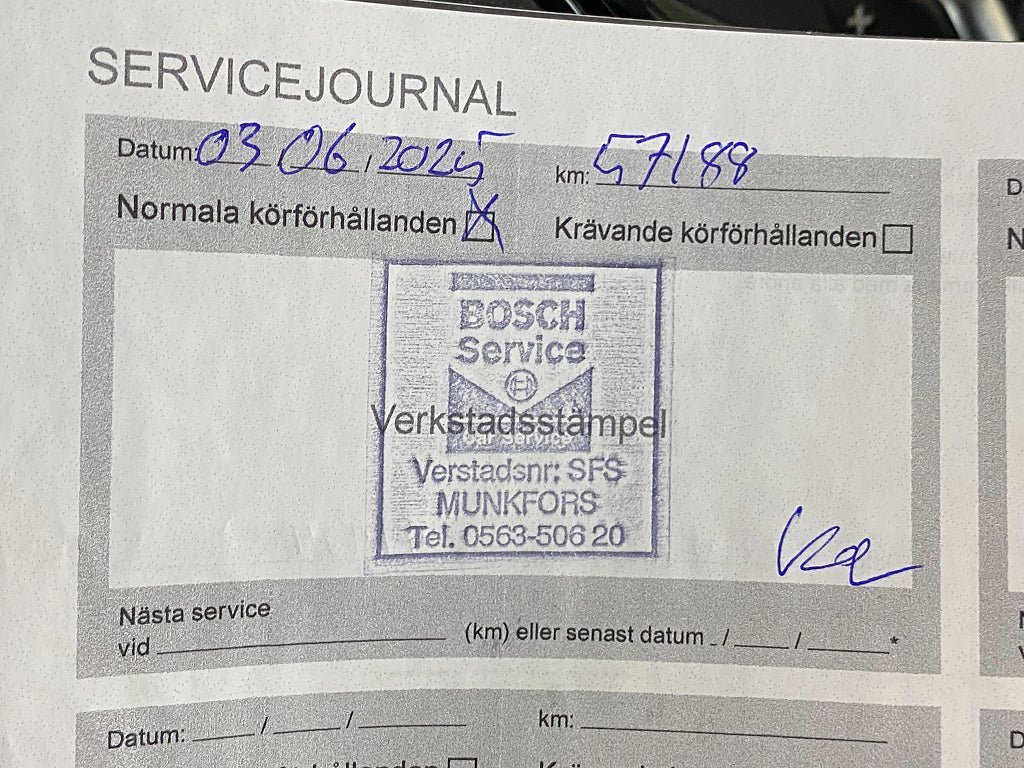 SERVICEJOURNAL
Datum: 03 06 / 2025 km: 57188
Normala körförhållanden Krävande körförhållanden
BOSCH
Service
Verkstadsstämpel
Car Service
Verstadsnr: SFS
MUNKFORS
Tel. 0563-506 20
Nästa service
vid (km) eller senast datum / / *
Datum: / / km: